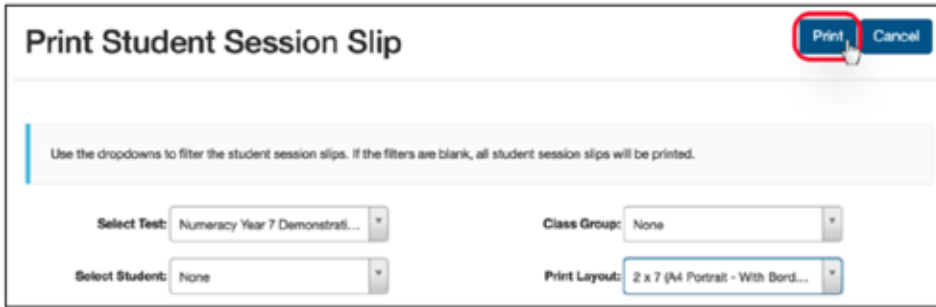 Print Student Session Slip
Print Cancel
Use the dropdowns to filter the student session slips. If the filters are blank, all student session slips will be printed.
Select Test: Numeracy Year 7 Demonstrati... Class Group: None
Select Student: None Print Layout: 2 x 7 (A4 Portrait - With Bord...